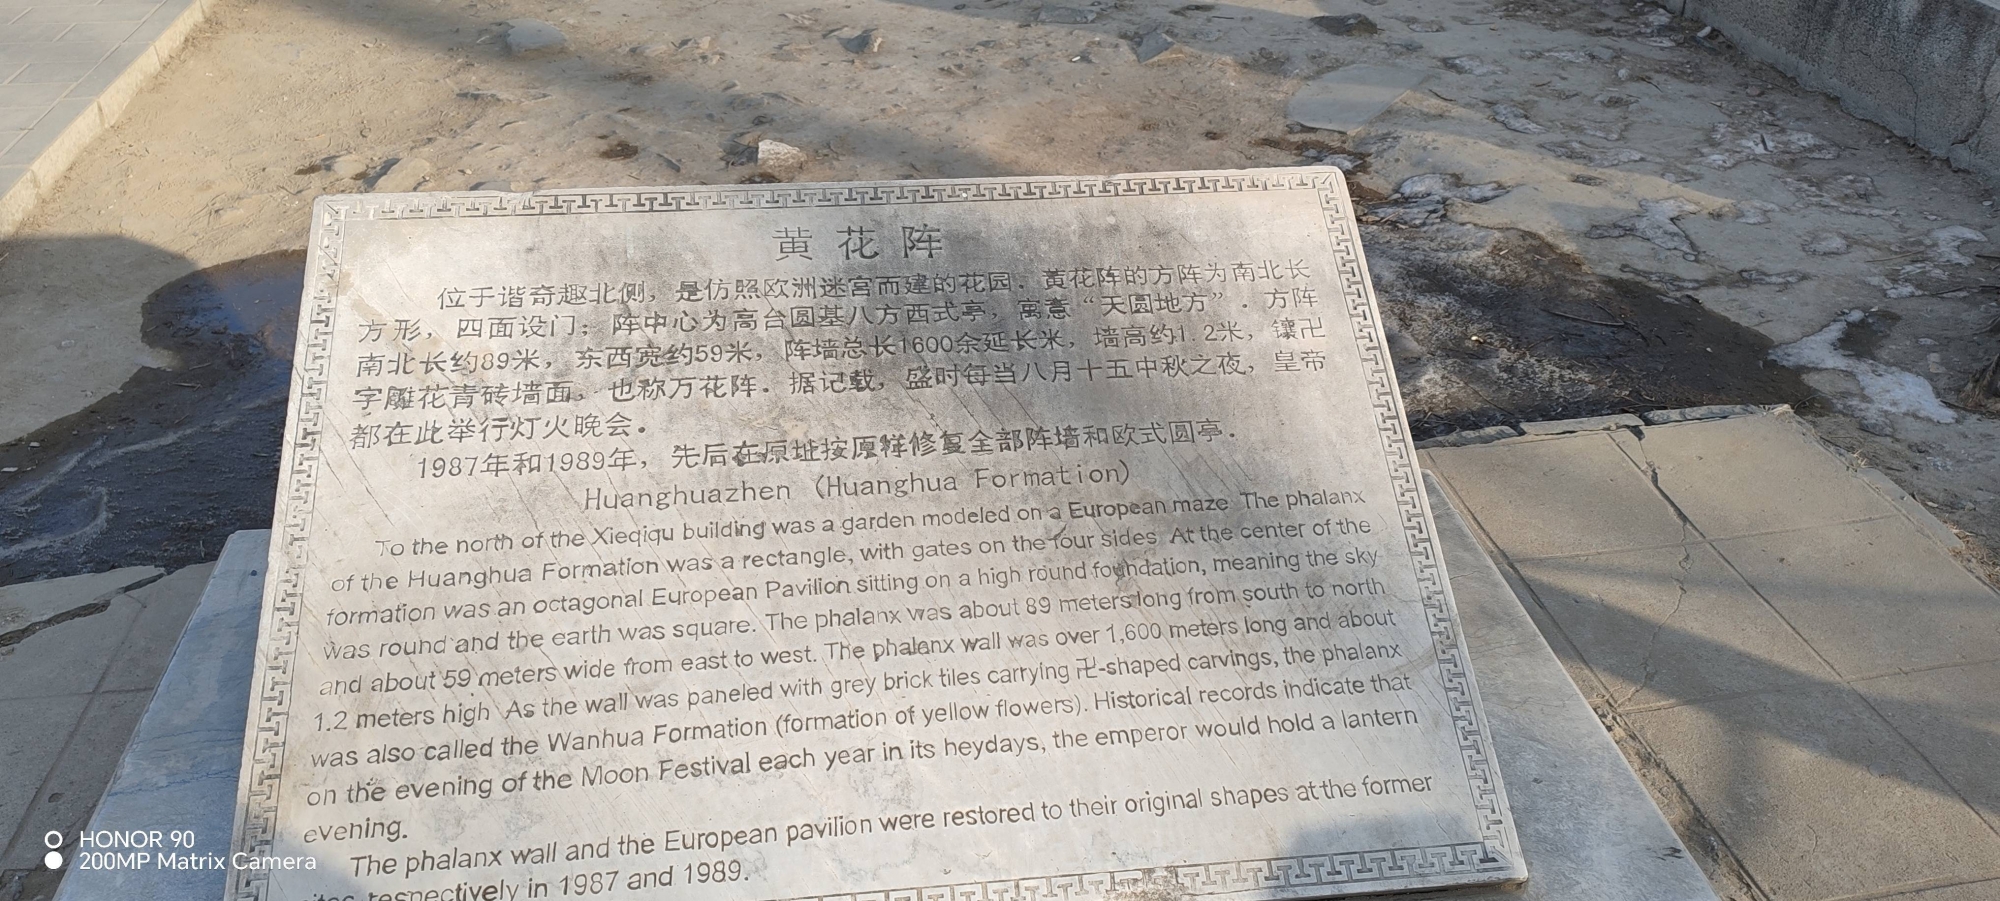 黄花阵
位于谐奇趣北侧，是仿照欧洲迷宫而建的花园．黄花阵的方阵为南北长
方形，四面设门；阵中心为高台圆基八方西式亭，寓意“天圆地方”．方阵
南北长约89米，东西宽约59米，阵墙总长1600余延长米，墙高约1.2米，镶卍
字雕花青砖墙面，也称万花阵．据记载，盛时每当八月十五中秋之夜，皇帝
都在此举行灯火晚会。
1987年和1989年，先后在原址按原样修复全部阵墙和欧式圆亭．
Huanghuazhen (Huanghua Formation)
To the north of the Xieqiqu building was a garden modeled on a European maze The phalanx
of the Huanghua Formation was a rectangle, with gates on the four sides At the center of the
formation was an octagonal European Pavilion sitting on a high round foundation, meaning the sky
was round and the earth was square. The phalanx was about 89 meters long from south to north
and about 59 meters wide from east to west. The phalanx wall was over 1,600 meters long and about
1.2 meters high As the wall was paneled with grey brick tiles carrying 卍-shaped carvings, the phalanx
was also called the Wanhua Formation (formation of yellow flowers). Historical records indicate that
on the evening of the Moon Festival each year in its heydays, the emperor would hold a lantern
evening.
The phalanx wall and the European pavilion were restored to their original shapes at the former
sites respectively in 1987 and 1989.
HONOR 90
200MP Matrix Camera